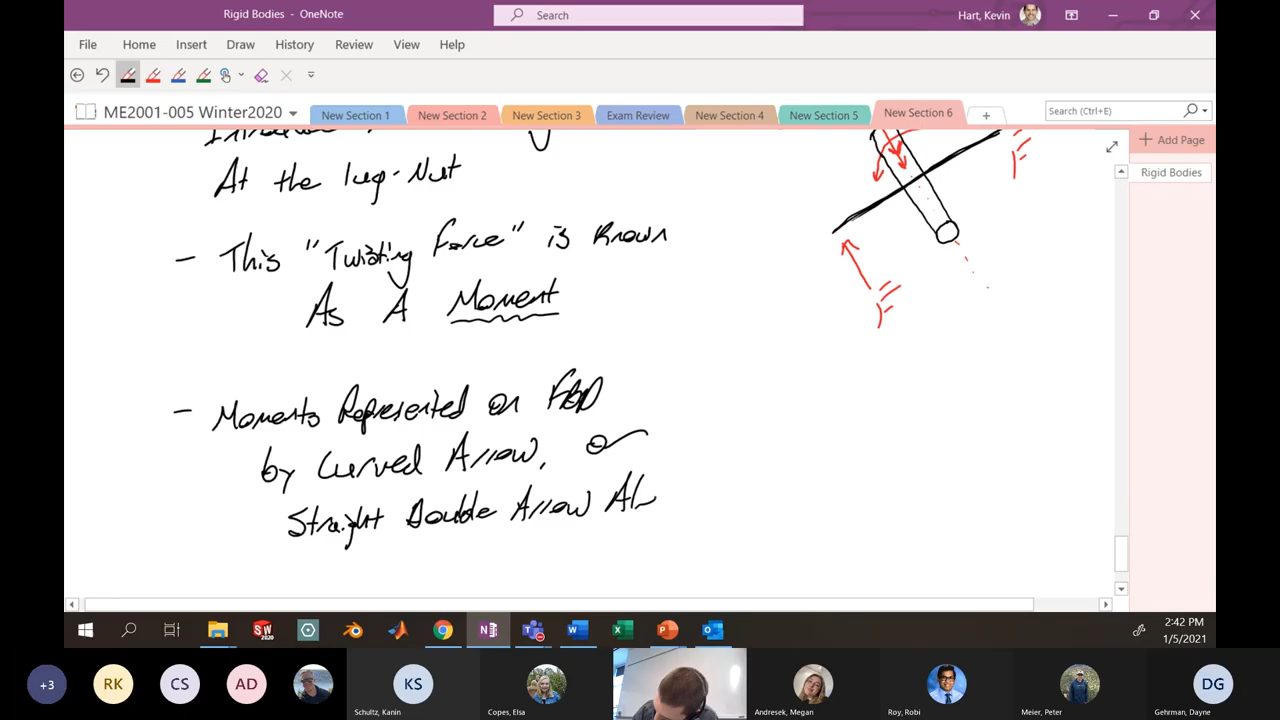 Rigid Bodies - OneNote
Search
Hart, Kevin
File Home Insert Draw History Review View Help
ME2001-005 Winter2020
New Section 1
New Section 2
New Section 3
Exam Review
New Section 4
New Section 5
New Section 6
Search (Ctrl+E)
Add Page
Rigid Bodies
At the lug-Nut
- This "Twisting Force" is Known
As A Moment
- Moments Represented on FBD
by Curved Arrow, or
Straight Double Arrow Al
F
F
SW
2020
2:42 PM
1/5/2021
+3
RK
CS
AD
KS
DG
Schultz, Kanin
Copes, Elsa
Andresek, Megan
Roy, Robi
Meier, Peter
Gehrman, Dayne